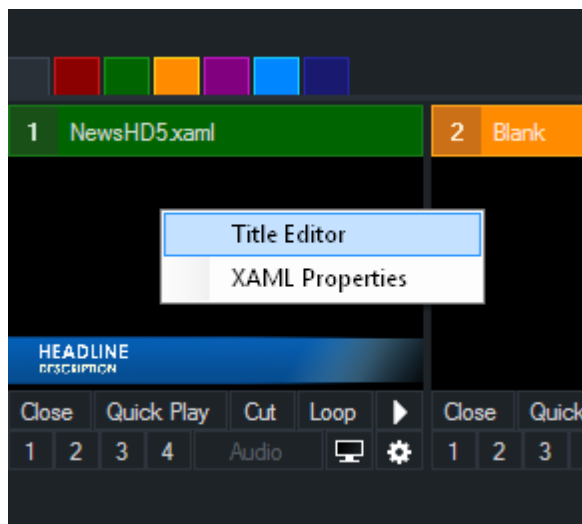 1 NewsHD5.xaml
2 Blank
Title Editor
XAML Properties
HEADLINE
DESCRIPTION
Close Quick Play Cut Loop Close Quick
1 2 3 4 Audio 1 2 3